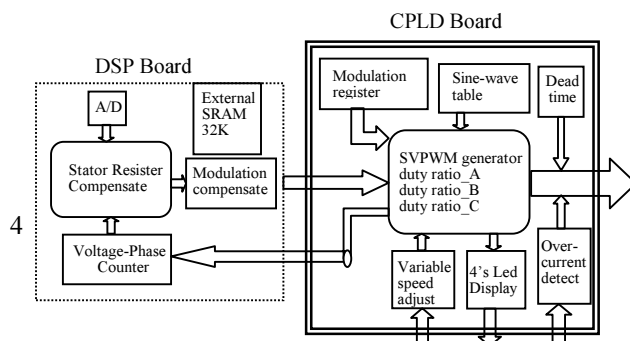 CPLD Board
DSP Board
A/D
External
SRAM
32K
Stator Register
Compensate
Modulation
compensate
4
Voltage-Phase
Counter
Modulation
register
Sine-wave
table
Dead
time
SVPWM generator
duty ratio_A
duty ratio_B
duty ratio_C
Variable
speed
adjust
4's Led
Display
Over-
current
detect